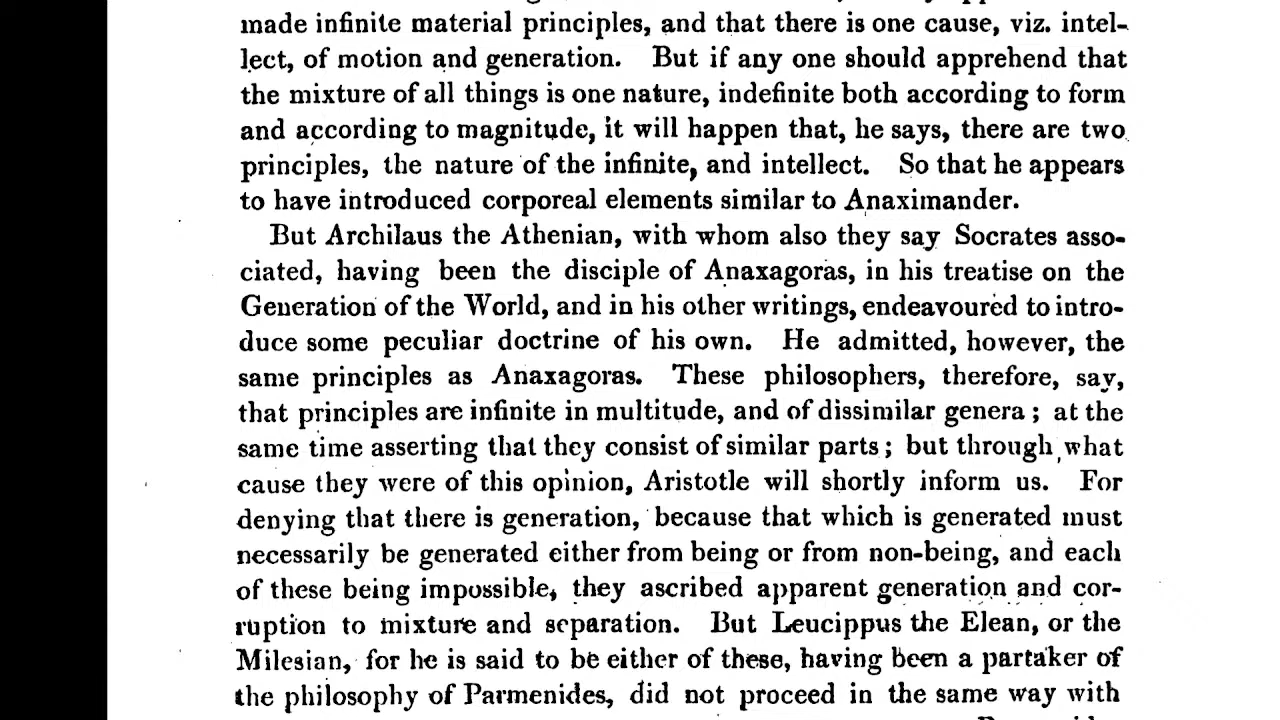 made infinite material principles, and that there is one cause, viz. intel-
lect, of motion and generation. But if any one should apprehend that
the mixture of all things is one nature, indefinite both according to form
and according to magnitude, it will happen that, he says, there are two
principles, the nature of the infinite, and intellect. So that he appears
to have introduced corporeal elements similar to Anaximander.
But Archilaus the Athenian, with whom also they say Socrates asso-
ciated, having been the disciple of Anaxagoras, in his treatise on the
Generation of the World, and in his other writings, endeavoured to intro-
duce some peculiar doctrine of his own. He admitted, however, the
same principles as Anaxagoras. These philosophers, therefore, say,
that principles are infinite in multitude, and of dissimilar genera; at the
same time asserting that they consist of similar parts; but through what
cause they were of this opinion, Aristotle will shortly inform us. For
denying that there is generation, because that which is generated must
necessarily be generated either from being or from non-being, and each
of these being impossible, they ascribed apparent generation and cor-
ruption to mixture and separation. But Leucippus the Elean, or the
Milesian, for he is said to be either of these, having been a partaker of
the philosophy of Parmenides, did not proceed in the same way with